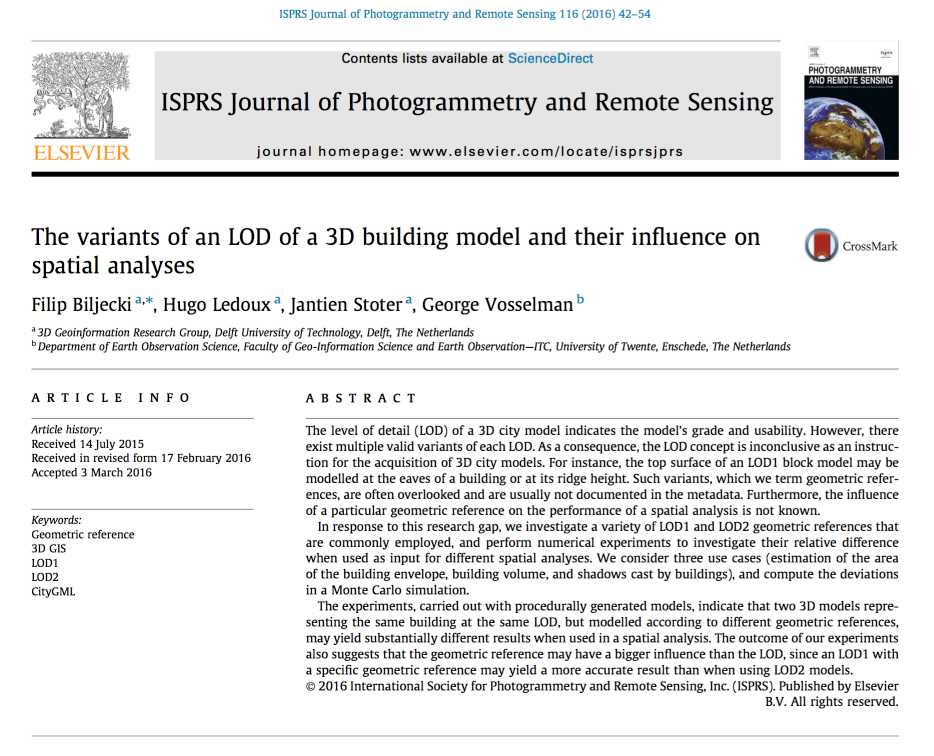 ISPRS Journal of Photogrammetry and Remote Sensing 116 (2016) 42–54
Contents lists available at ScienceDirect
ISPRS Journal of Photogrammetry and Remote Sensing
journal homepage: www.elsevier.com/locate/isprsjprs
ELSEVIER
PHOTOGRAMMETRY
AND REMOTE SENSING
The variants of an LOD of a 3D building model and their influence on
spatial analyses
CrossMark
Filip Biljecki a,*, Hugo Ledoux a, Jantien Stoter a, George Vosselman b
a 3D Geoinformation Research Group, Delft University of Technology, Delft, The Netherlands
b Department of Earth Observation Science, Faculty of Geo-Information Science and Earth Observation—ITC, University of Twente, Enschede, The Netherlands
ARTICLE INFO
Article history:
Received 14 July 2015
Received in revised form 17 February 2016
Accepted 3 March 2016
Keywords:
Geometric reference
3D GIS
LOD1
LOD2
CityGML
ABSTRACT
The level of detail (LOD) of a 3D city model indicates the model's grade and usability. However, there
exist multiple valid variants of each LOD. As a consequence, the LOD concept is inconclusive as an instruc-
tion for the acquisition of 3D city models. For instance, the top surface of an LOD1 block model may be
modelled at the eaves of a building or at its ridge height. Such variants, which we term geometric refer-
ences, are often overlooked and are usually not documented in the metadata. Furthermore, the influence
of a particular geometric reference on the performance of a spatial analysis is not known.
In response to this research gap, we investigate a variety of LOD1 and LOD2 geometric references that
are commonly employed, and perform numerical experiments to investigate their relative difference
when used as input for different spatial analyses. We consider three use cases (estimation of the area
of the building envelope, building volume, and shadows cast by buildings), and compute the deviations
in a Monte Carlo simulation.
The experiments, carried out with procedurally generated models, indicate that two 3D models repre-
senting the same building at the same LOD, but modelled according to different geometric references,
may yield substantially different results when used in a spatial analysis. The outcome of our experiments
also suggests that the geometric reference may have a bigger influence than the LOD, since an LOD1 with
a specific geometric reference may yield a more accurate result than when using LOD2 models.
© 2016 International Society for Photogrammetry and Remote Sensing, Inc. (ISPRS). Published by Elsevier
B.V. All rights reserved.